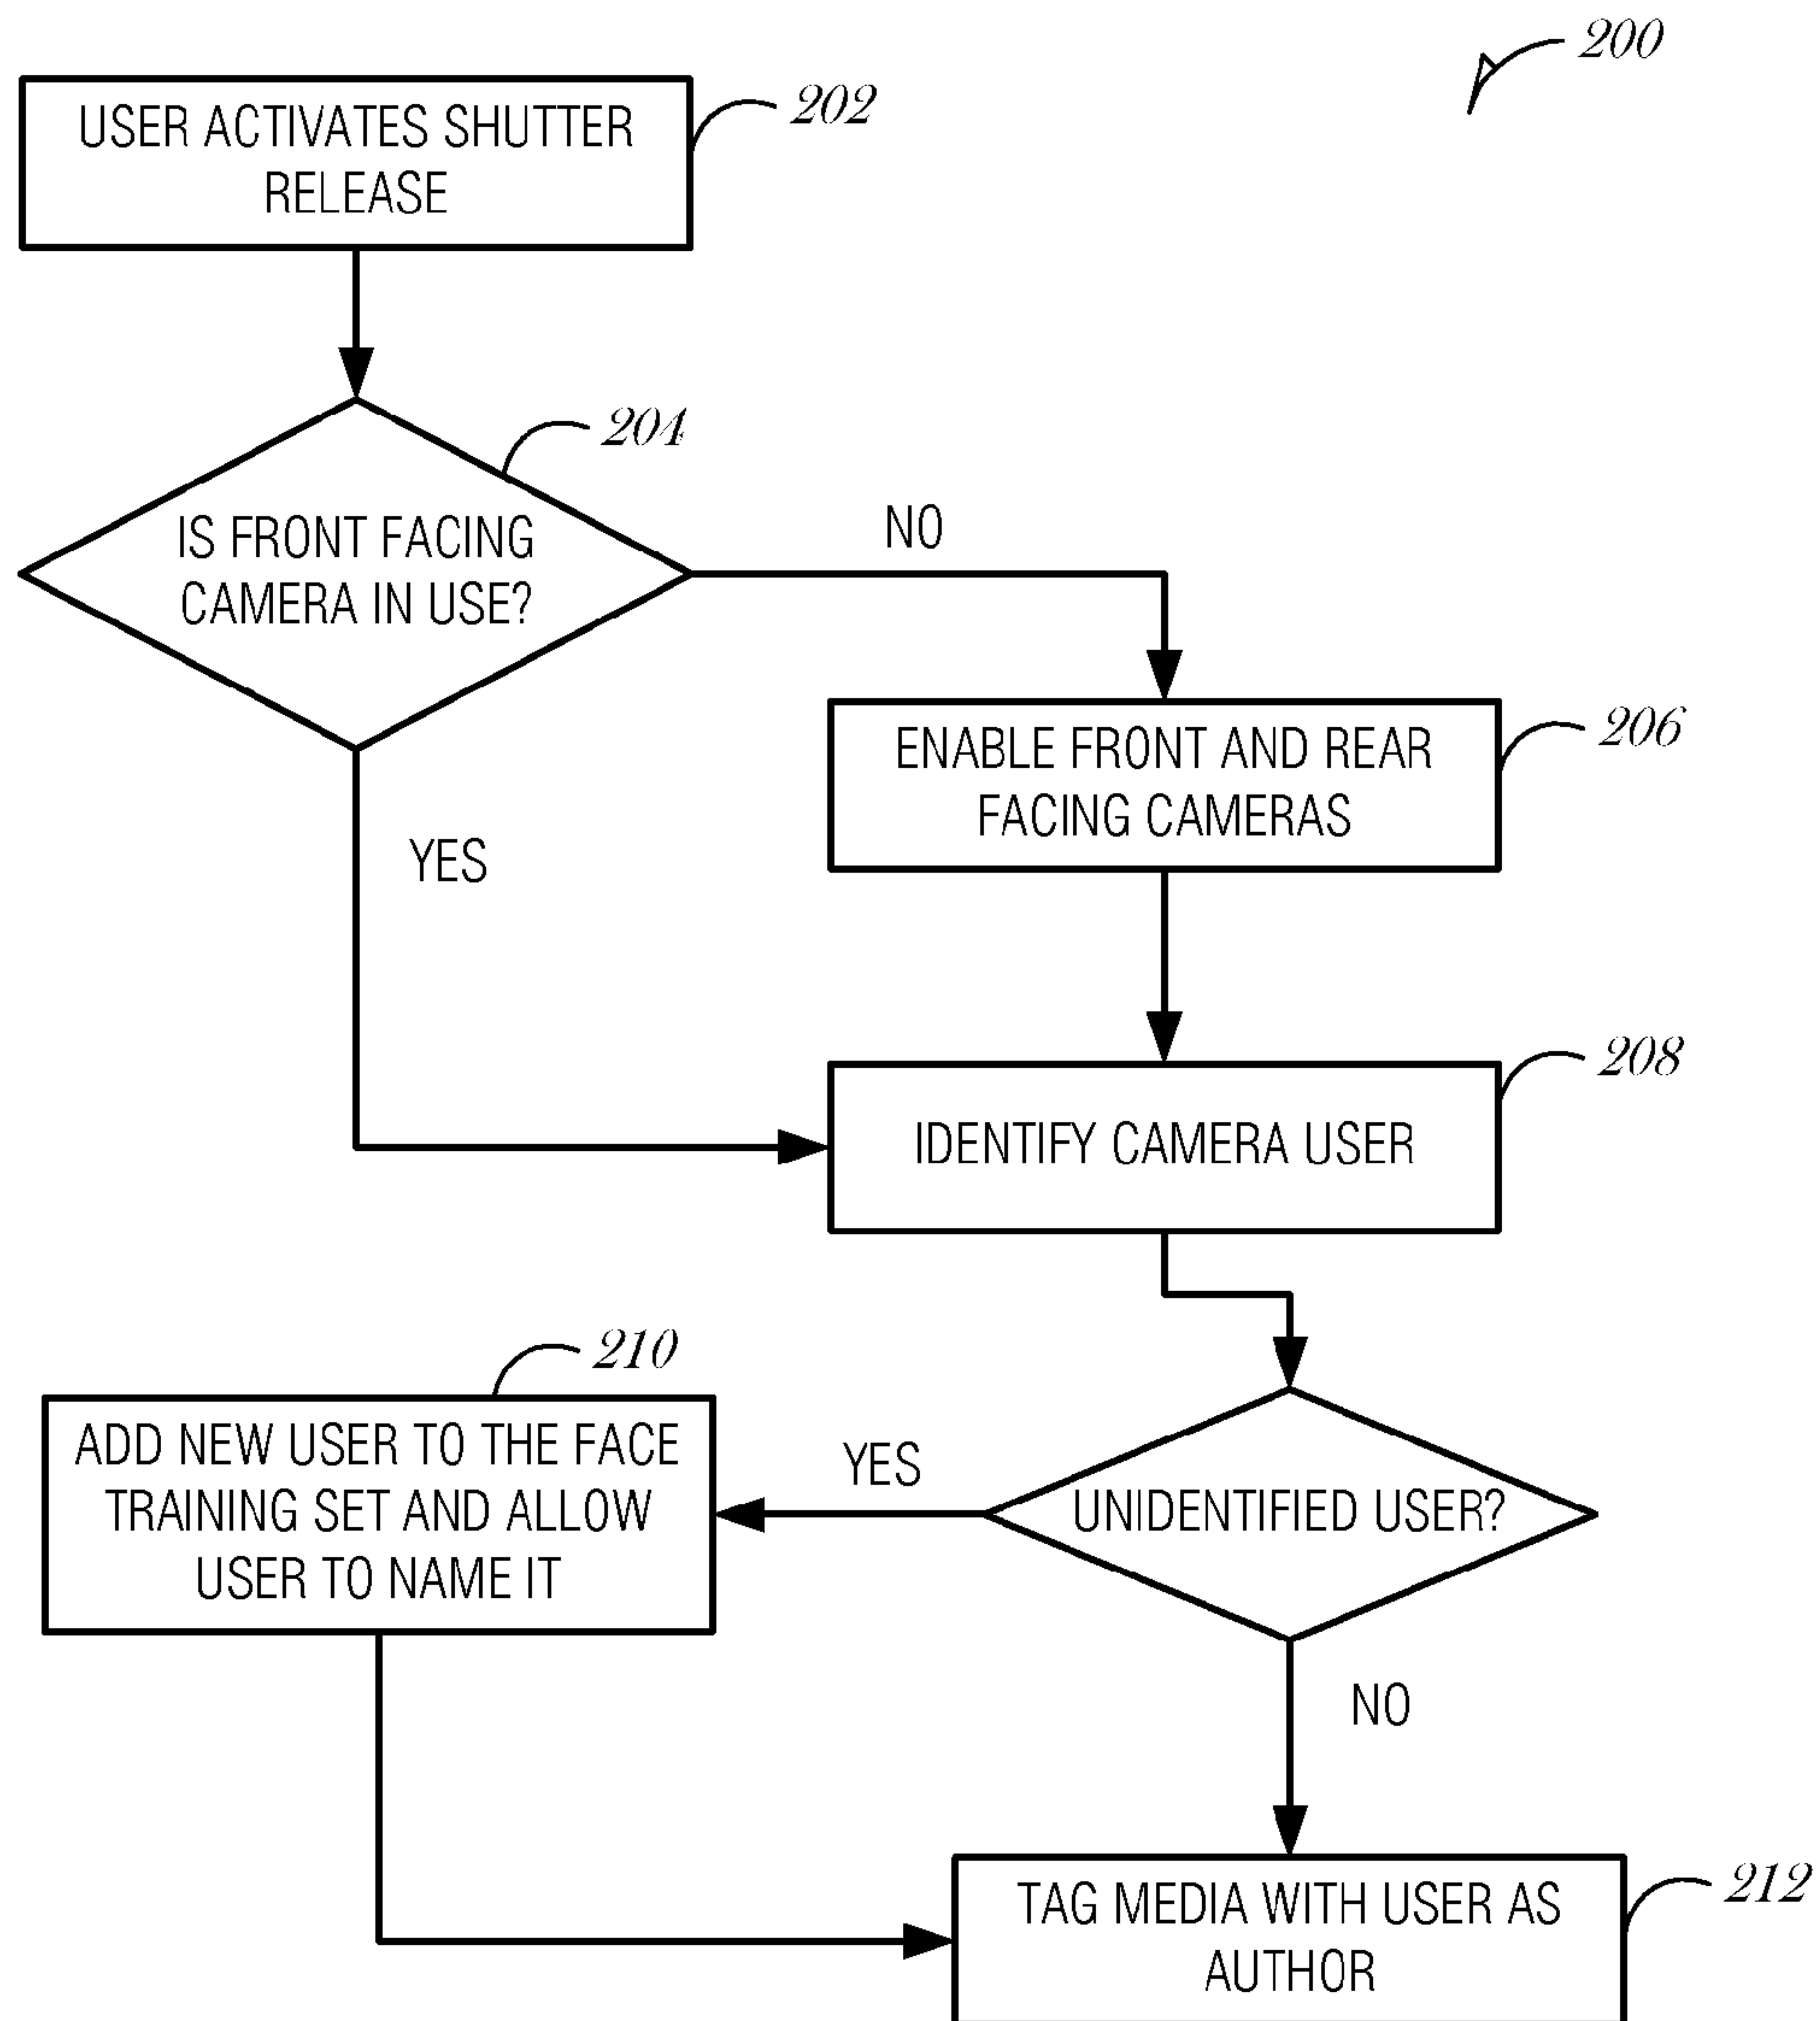 200
USER ACTIVATES SHUTTER
RELEASE
202
204
IS FRONT FACING
CAMERA IN USE?
NO
YES
ENABLE FRONT AND REAR
FACING CAMERAS
206
IDENTIFY CAMERA USER
208
UNIDENTIFIED USER?
YES
210
ADD NEW USER TO THE FACE
TRAINING SET AND ALLOW
USER TO NAME IT
NO
TAG MEDIA WITH USER AS
AUTHOR
212